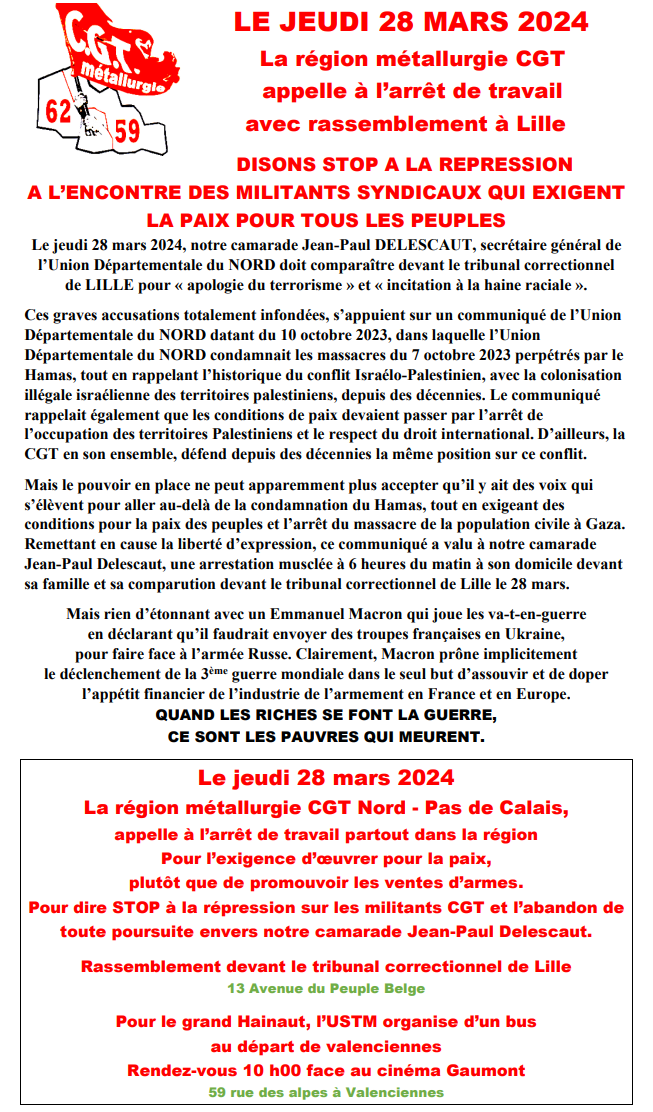 C.G.T.
métallurgie
62
59
LE JEUDI 28 MARS 2024
La région métallurgie CGT
appelle à l’arrêt de travail
avec rassemblement à Lille
DISONS STOP A LA REPRESSION
A L’ENCONTRE DES MILITANTS SYNDICAUX QUI EXIGENT
LA PAIX POUR TOUS LES PEUPLES
Le jeudi 28 mars 2024, notre camarade Jean-Paul DELESCAUT, secrétaire général de
l’Union Départementale du NORD doit comparaître devant le tribunal correctionnel
de LILLE pour « apologie du terrorisme » et « incitation à la haine raciale ».
Ces graves accusations totalement infondées, s’appuient sur un communiqué de l’Union
Départementale du NORD datant du 10 octobre 2023, dans laquelle l’Union
Départementale du NORD condamnait les massacres du 7 octobre 2023 perpétrés par le
Hamas, tout en rappelant l’historique du conflit Israélo-Palestinien, avec la colonisation
illégale israélienne des territoires palestiniens, depuis des décennies. Le communiqué
rappelait également que les conditions de paix devaient passer par l’arrêt de
l’occupation des territoires Palestiniens et le respect du droit international. D’ailleurs, la
CGT en son ensemble, défend depuis des décennies la même position sur ce conflit.
Mais le pouvoir en place ne peut apparemment plus accepter qu’il y ait des voix qui
s’élèvent pour aller au-delà de la condamnation du Hamas, tout en exigeant des
conditions pour la paix des peuples et l’arrêt du massacre de la population civile à Gaza.
Remettant en cause la liberté d’expression, ce communiqué a valu à notre camarade
Jean-Paul Delescaut, une arrestation musclée à 6 heures du matin à son domicile devant
sa famille et sa comparution devant le tribunal correctionnel de Lille le 28 mars.
Mais rien d’étonnant avec un Emmanuel Macron qui joue les va-t-en-guerre
en déclarant qu’il faudrait envoyer des troupes françaises en Ukraine,
pour faire face à l’armée Russe. Clairement, Macron prône implicitement
le déclenchement de la 3ème guerre mondiale dans le seul but d’assouvir et de doper
l’appétit financier de l’industrie de l’armement en France et en Europe.
QUAND LES RICHES SE FONT LA GUERRE,
CE SONT LES PAUVRES QUI MEURENT.
Le jeudi 28 mars 2024
La région métallurgie CGT Nord - Pas de Calais,
appelle à l’arrêt de travail partout dans la région
Pour l’exigence d’œuvrer pour la paix,
plutôt que de promouvoir les ventes d’armes.
Pour dire STOP à la répression sur les militants CGT et l’abandon de
toute poursuite envers notre camarade Jean-Paul Delescaut.
Rassemblement devant le tribunal correctionnel de Lille
13 Avenue du Peuple Belge
Pour le grand Hainaut, l’USTM organise d’un bus
au départ de valenciennes
Rendez-vous 10 h00 face au cinéma Gaumont
59 rue des alpes à Valenciennes